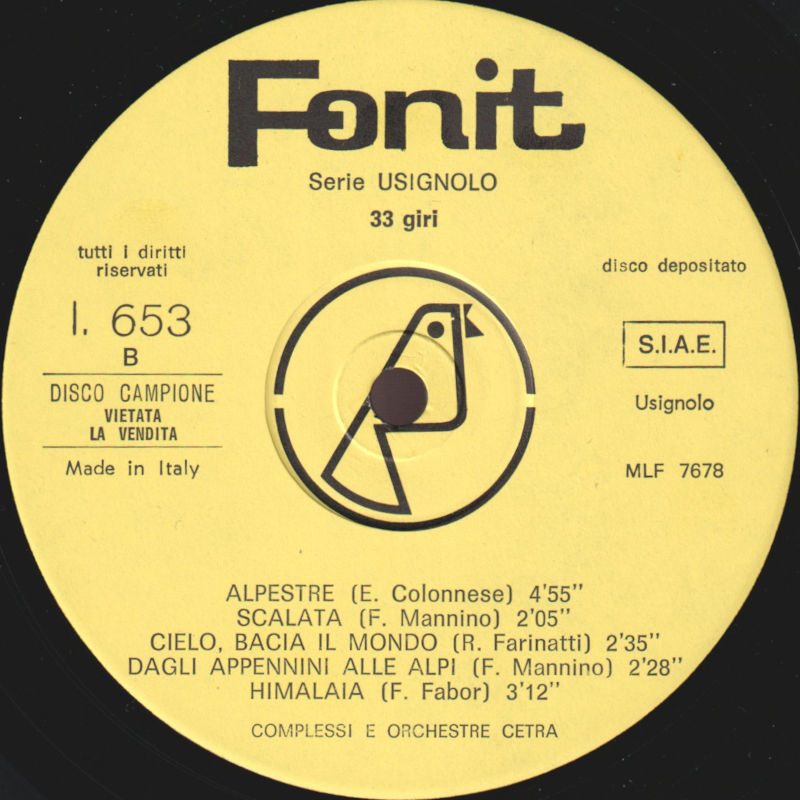 Fonit
Serie USIGNOLO
33 giri
tutti i diritti
riservati
disco depositato
I. 653
B
DISCO CAMPIONE
VIETATA
LA VENDITA
Made in Italy
S.I.A.E.
Usignolo
MLF 7678
ALPESTRE (E. Colonnese) 4'55"
SCALATA (F. Mannino) 2'05"
CIELO, BACIA IL MONDO (R. Farinatti) 2'35"
DAGLI APPENNINI ALLE ALPI (F. Mannino) 2'28"
HIMALAIA (F. Fabor) 3'12"
COMPLESSI E ORCHESTRE CETRA